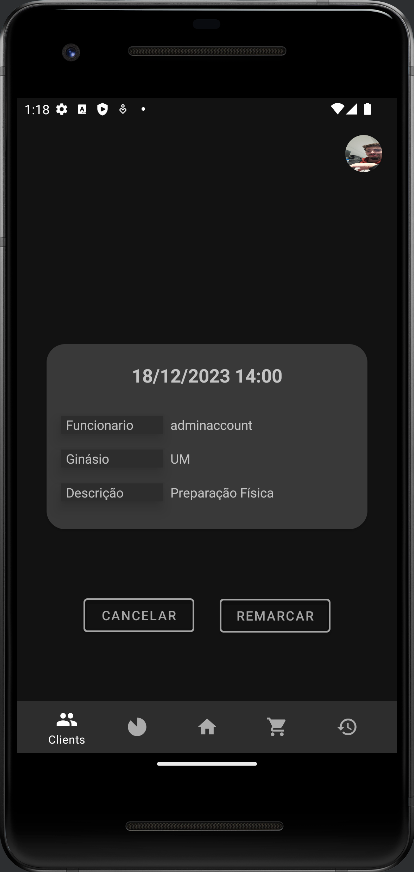 1:18
18/12/2023 14:00
Funcionario adminaccount
Ginásio UM
Descrição Preparação Física
CANCELAR REMARCAR
Clients